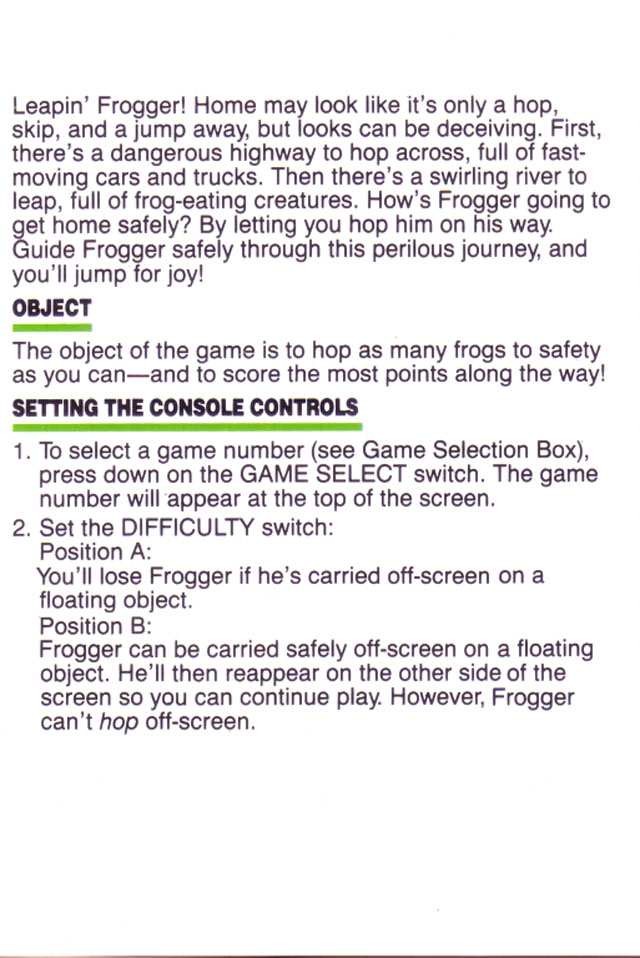 Leapin' Frogger! Home may look like it's only a hop,
skip, and a jump away, but looks can be deceiving. First,
there's a dangerous highway to hop across, full of fast-
moving cars and trucks. Then there's a swirling river to
leap, full of frog-eating creatures. How's Frogger going to
get home safely? By letting you hop him on his way.
Guide Frogger safely through this perilous journey, and
you'll jump for joy!
OBJECT
The object of the game is to hop as many frogs to safety
as you can—and to score the most points along the way!
SETTING THE CONSOLE CONTROLS
1. To select a game number (see Game Selection Box),
press down on the GAME SELECT switch. The game
number will appear at the top of the screen.
2. Set the DIFFICULTY switch:
Position A:
You'll lose Frogger if he's carried off-screen on a
floating object.
Position B:
Frogger can be carried safely off-screen on a floating
object. He'll then reappear on the other side of the
screen so you can continue play. However, Frogger
can't hop off-screen.